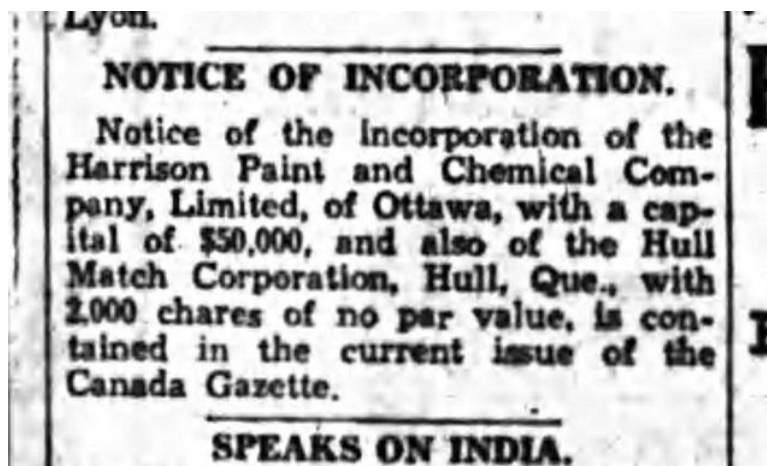 Lyon.
NOTICE OF INCORPORATION.
Notice of the incorporation of the
Harrison Paint and Chemical Com-
pany, Limited, of Ottawa, with a cap-
ital of $50,000, and also of the Hull
Match Corporation, Hull, Que., with
2,000 chares of no par value, is con-
tained in the current issue of the
Canada Gazette.
SPEAKS ON INDIA.